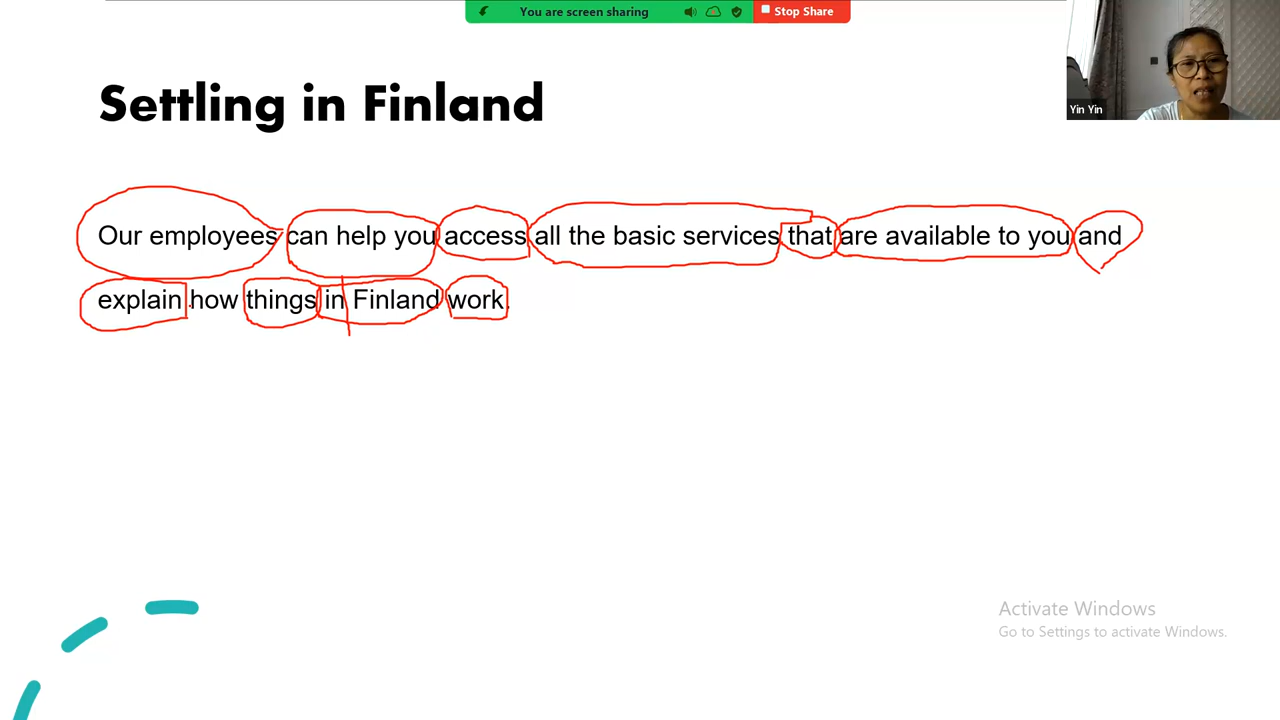 You are screen sharing
Stop Share
Yin Yin
Settling in Finland
Our employees can help you access all the basic services that are available to you and
explain how things in Finland work.
Activate Windows
Go to Settings to activate Windows.